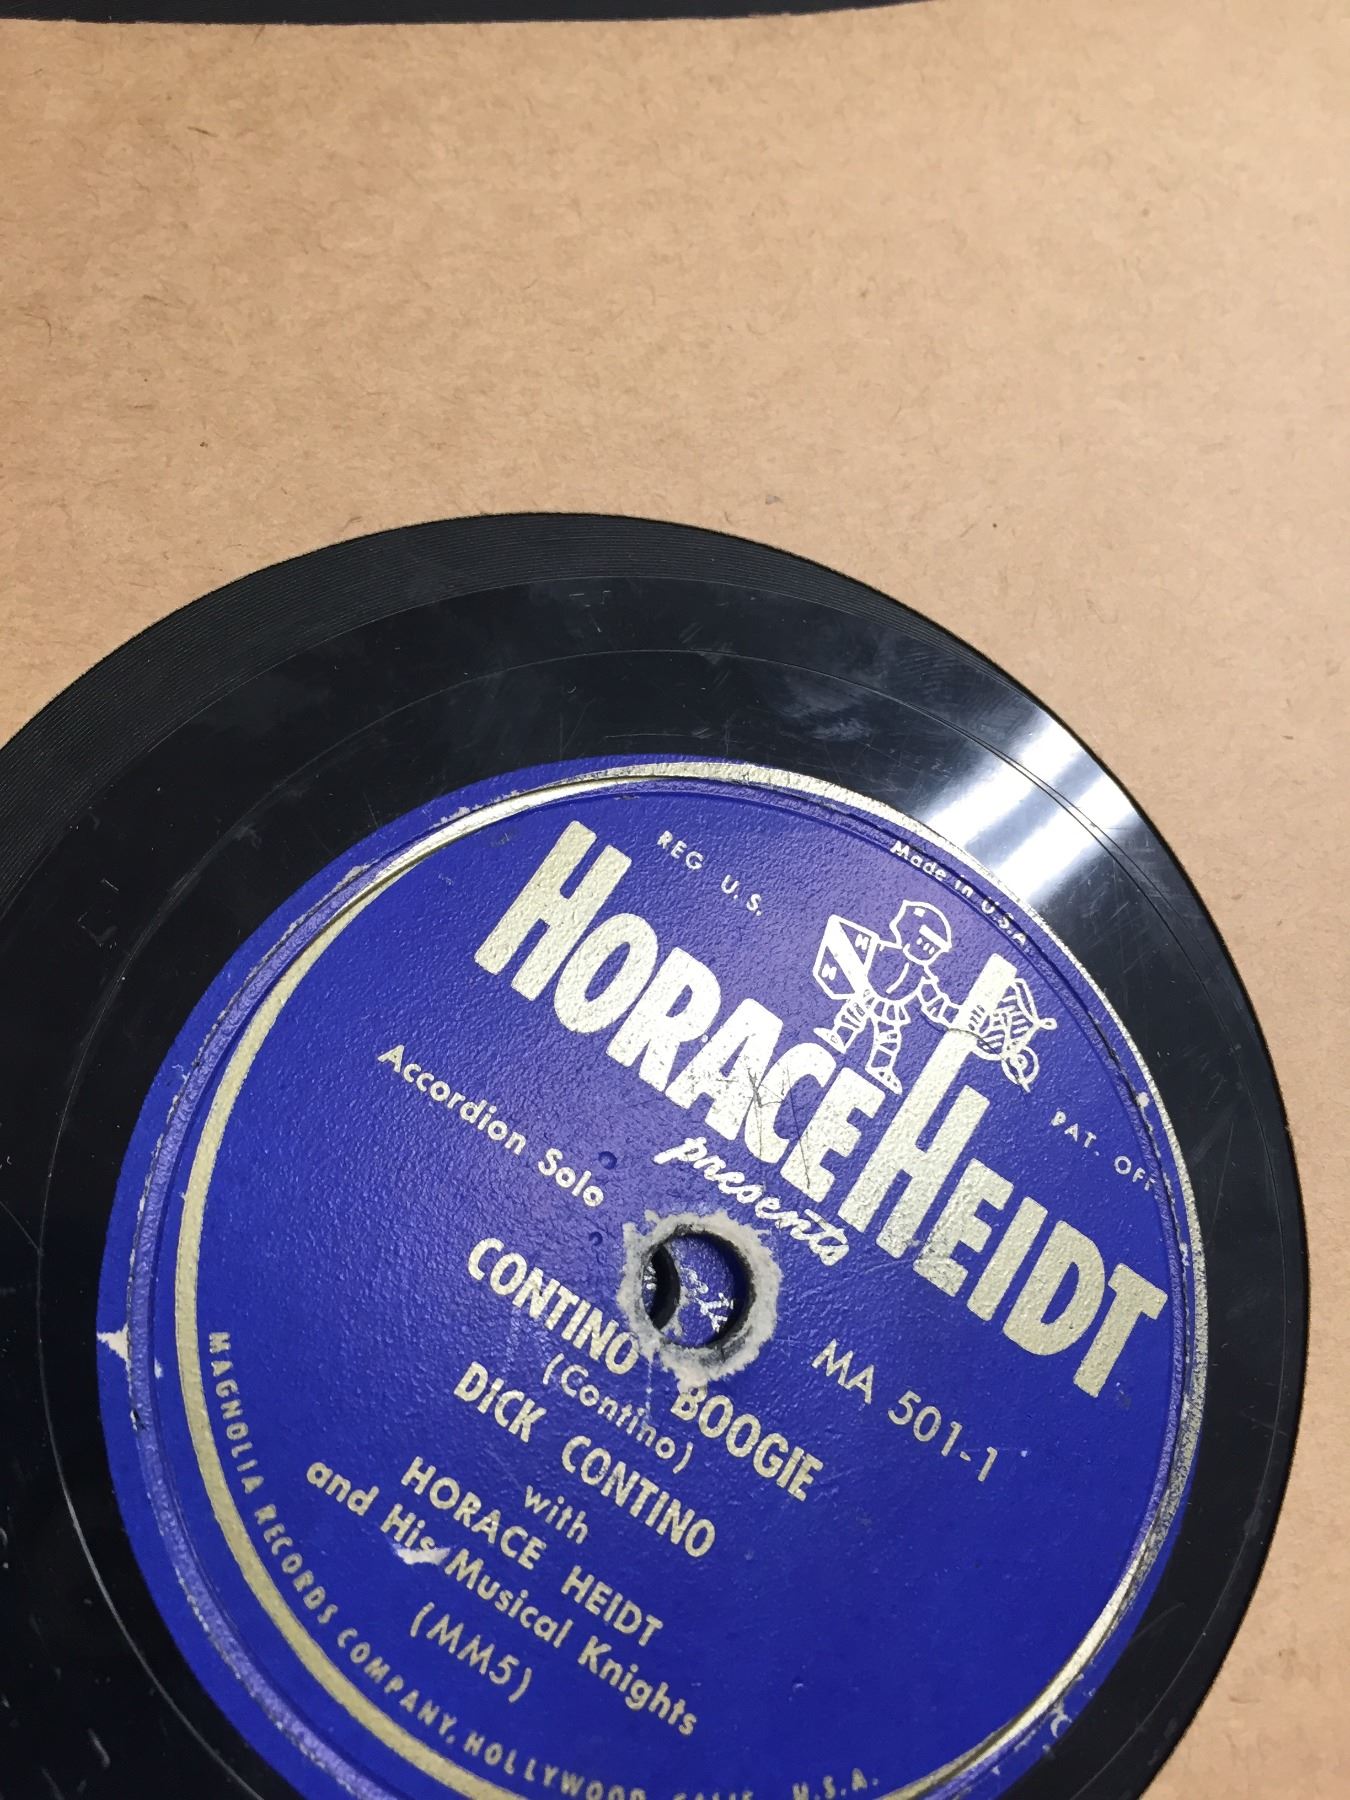 REG U.S.
Made in U.S.A.
HORACE HEIDT
PAT. OFF.
presents
Accordion Solo
MA 501-1
CONTINO BOOGIE
(Contino)
DICK CONTINO
with
HORACE HEIDT
and His Musical Knights
(MM5)
MAGNOLIA RECORDS COMPANY, HOLLYWOOD, CALIF., U.S.A.